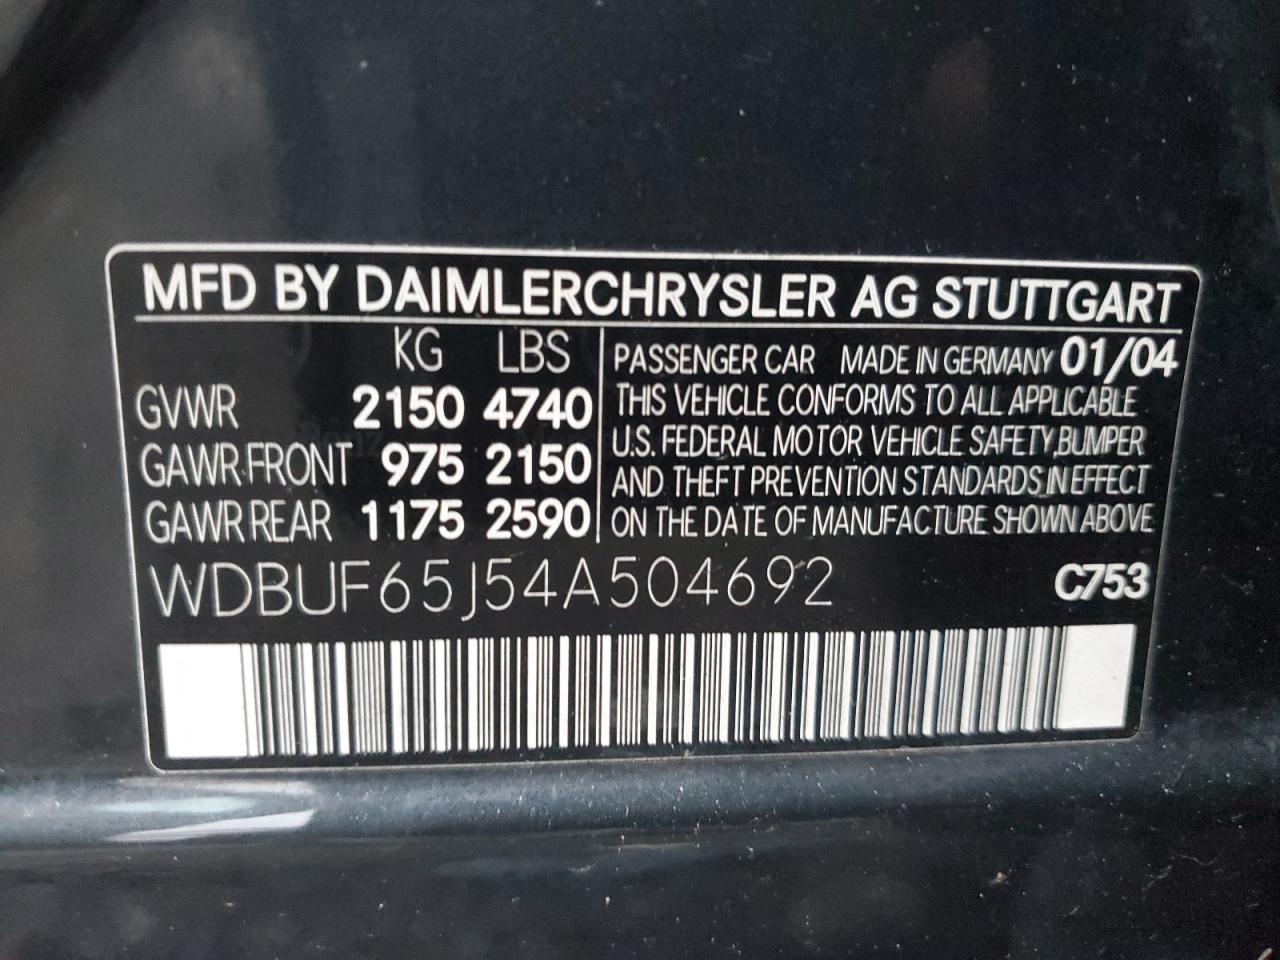 MFD BY DAIMLERCHRYSLER AG STUTTGART
KG LBS
GVWR 2150 4740
GAWR FRONT 975 2150
GAWR REAR 1175 2590
PASSENGER CAR MADE IN GERMANY 01/04
THIS VEHICLE CONFORMS TO ALL APPLICABLE
U.S. FEDERAL MOTOR VEHICLE SAFETY, BUMPER
AND THEFT PREVENTION STANDARDS IN EFFECT
ON THE DATE OF MANUFACTURE SHOWN ABOVE
WDBUF65J54A504692 C753